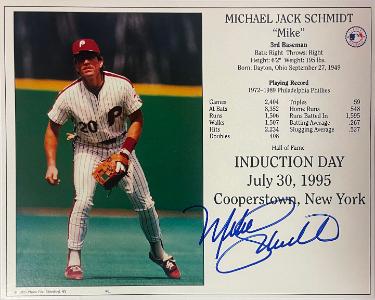 MICHAEL JACK SCHMIDT
"Mike"
3rd Baseman
Bats: Right Throws: Right
Height: 6'2" Weight: 195 lbs.
Born: Dayton, Ohio September 27, 1949
Playing Record
1972-1989 Philadelphia Phillies
Games 2,404 Triples 59
At Bats 8,352 Home Runs 548
Runs 1,506 Runs Batted In 1,595
Walks 1,507 Batting Average .267
Hits 2,234 Slugging Average .527
Doubles 408
Hall of Fame
INDUCTION DAY
July 30, 1995
Cooperstown, New York
Mike Schmidt
P
20